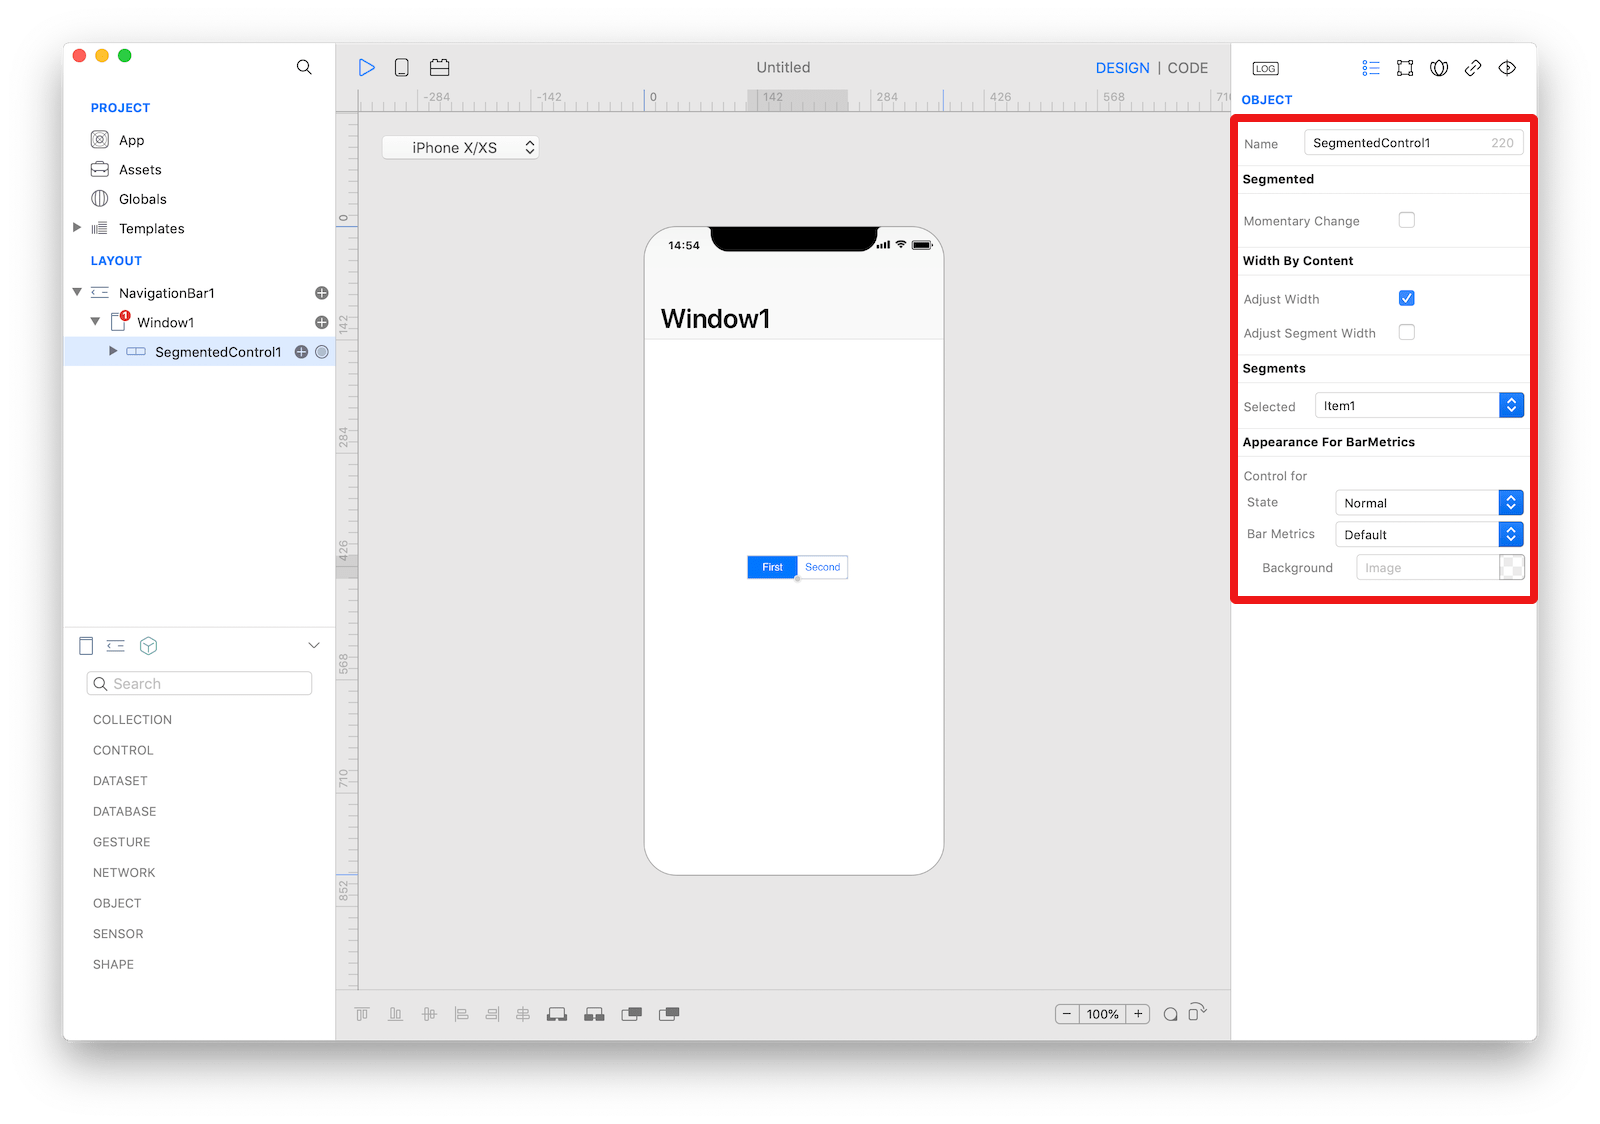 Untitled
DESIGN | CODE
LOG
PROJECT
App
Assets
Globals
Templates
LAYOUT
NavigationBar1
1
Window1
SegmentedControl1
Search
COLLECTION
CONTROL
DATASET
DATABASE
GESTURE
NETWORK
OBJECT
SENSOR
SHAPE
-284 -142 0 142 284 426 568 710
0
142
284
426
568
710
852
iPhone X/XS
14:54
Window1
First Second
100%
OBJECT
Name SegmentedControl1 220
Segmented
Momentary Change
Width By Content
Adjust Width
Adjust Segment Width
Segments
Selected Item1
Appearance For BarMetrics
Control for
State Normal
Bar Metrics Default
Background Image